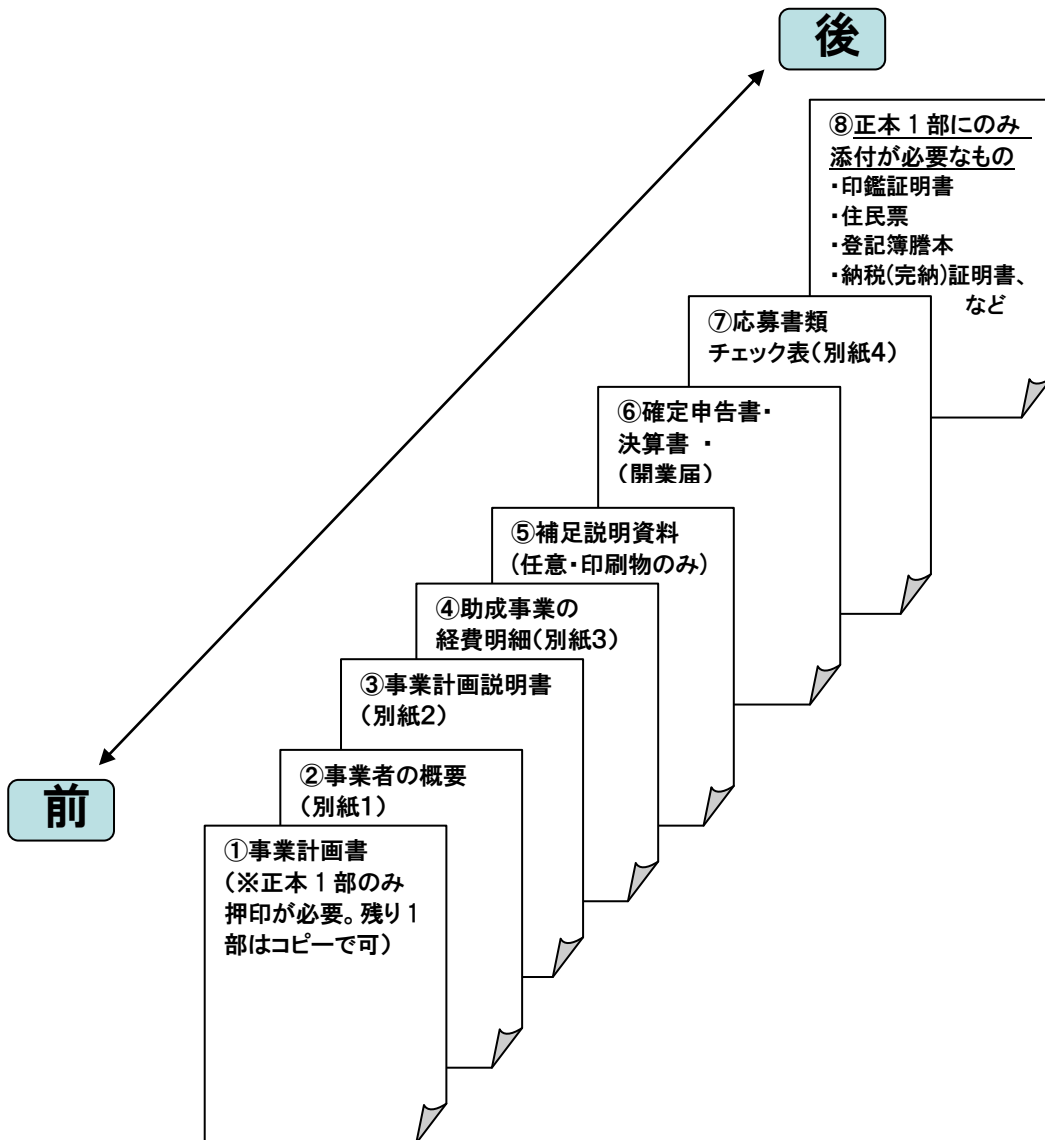 後
⑧正本1部にのみ
添付が必要なもの
・印鑑証明書
・住民票
・登記簿謄本
・納税(完納)証明書、
など
⑦応募書類
チェック表(別紙4)
⑥確定申告書・
決算書 ・
(開業届)
⑤補足説明資料
(任意・印刷物のみ)
④助成事業の
経費明細(別紙3)
③事業計画説明書
(別紙2)
②事業者の概要
(別紙1)
前
①事業計画書
(※正本1部のみ
押印が必要。残り1
部はコピーで可)